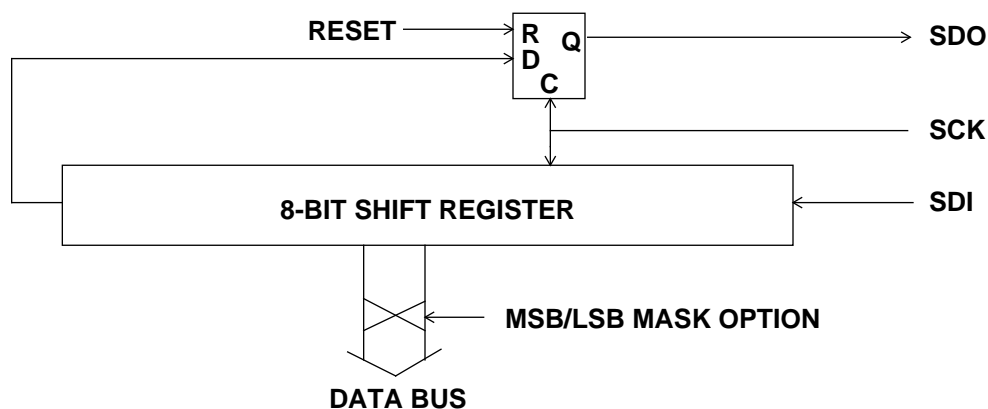 RESET
R
D
Q
C
SDO
SCK
8-BIT SHIFT REGISTER
SDI
MSB/LSB MASK OPTION
DATA BUS